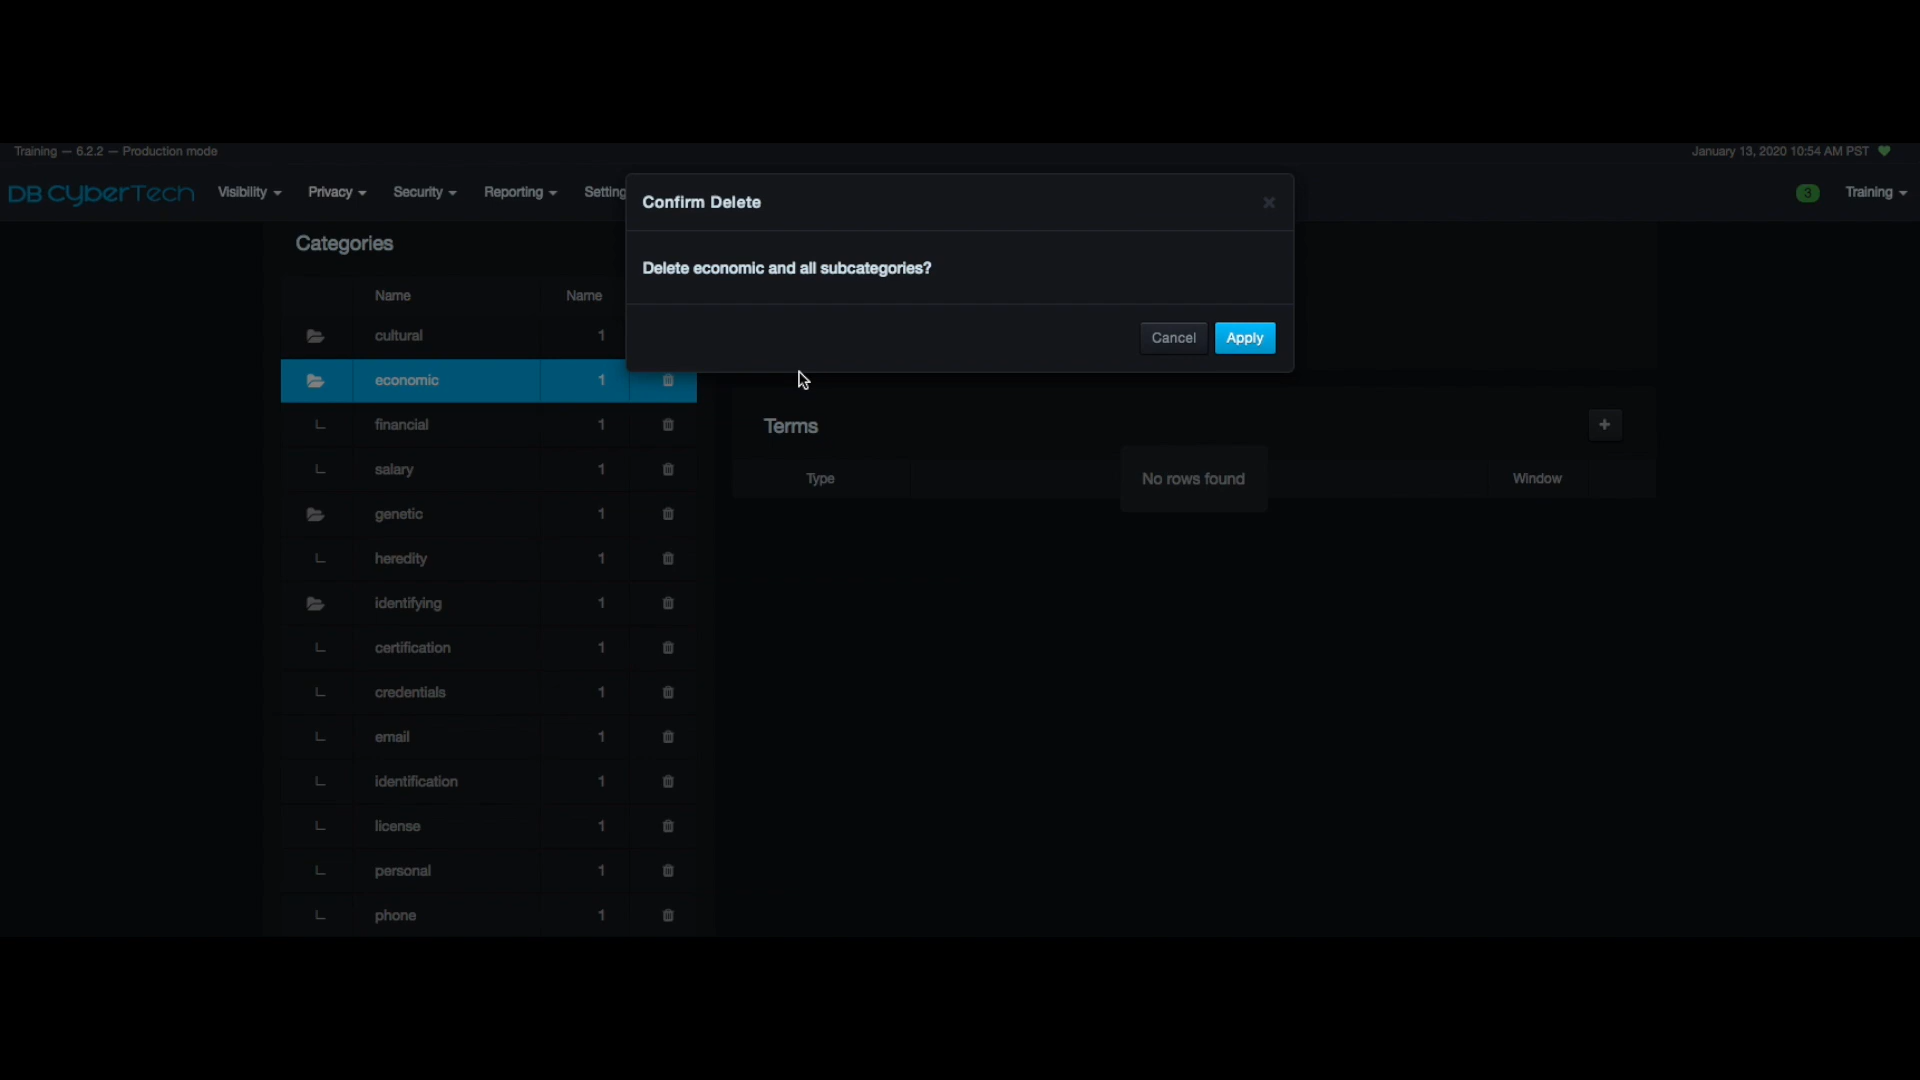 Training — 6.2.2 — Production mode
January 13, 2020 10:54 AM PST
DB CyberTech
Visibility
Privacy
Security
Reporting
Setting
3
Training
Confirm Delete
Delete economic and all subcategories?
Cancel
Apply
Categories
Name
Name
cultural
1
economic
1
financial
1
salary
1
genetic
1
heredity
1
identifying
1
certification
1
credentials
1
email
1
identification
1
license
1
personal
1
phone
1
Terms
+
Type
No rows found
Window